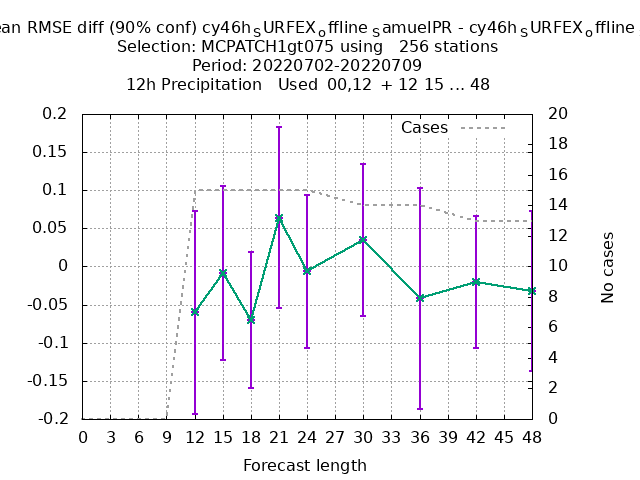 ean RMSE diff (90% conf) cy46h_SURFEX_offline_samuelPR - cy46h_SURFEX_offline
Selection: MCPATCH1gt075 using 256 stations
Period: 20220702-20220709
12h Precipitation Used 00,12 + 12 15 ... 48
Cases
0.2
0.15
0.1
0.05
0
-0.05
-0.1
-0.15
-0.2
20
18
16
14
12
10
8
6
4
2
0
No cases
0 3 6 9 12 15 18 21 24 27 30 33 36 39 42 45 48
Forecast length